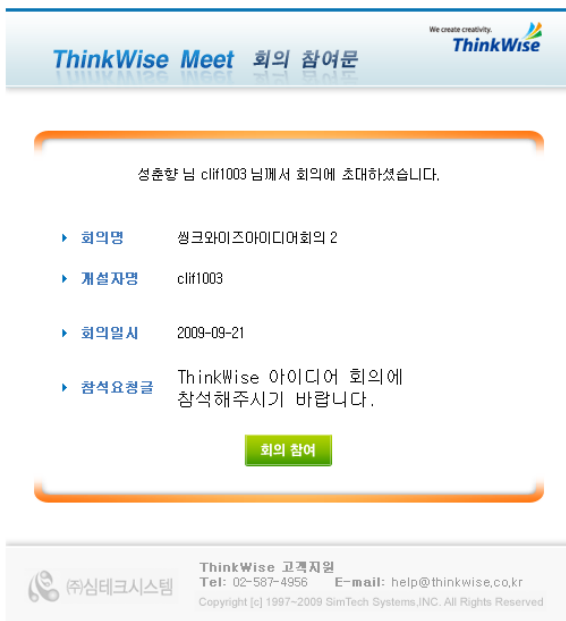 We create creativity.
ThinkWise
ThinkWise Meet 회의 참여문
성춘향 님 clif1003 님께서 회의에 초대하셨습니다.
회의명 씽크와이즈아이디어회의 2
개설자명 clif1003
회의일시 2009-09-21
참석요청글 ThinkWise 아이디어 회의에
참석해주시기 바랍니다.
회의 참여
ThinkWise 고객지원
㈜심테크시스템 Tel: 02-587-4956 E-mail: help@thinkwise,co,kr
Copyright [c] 1997~2009 SimTech Systems,INC. All Rights Reserved